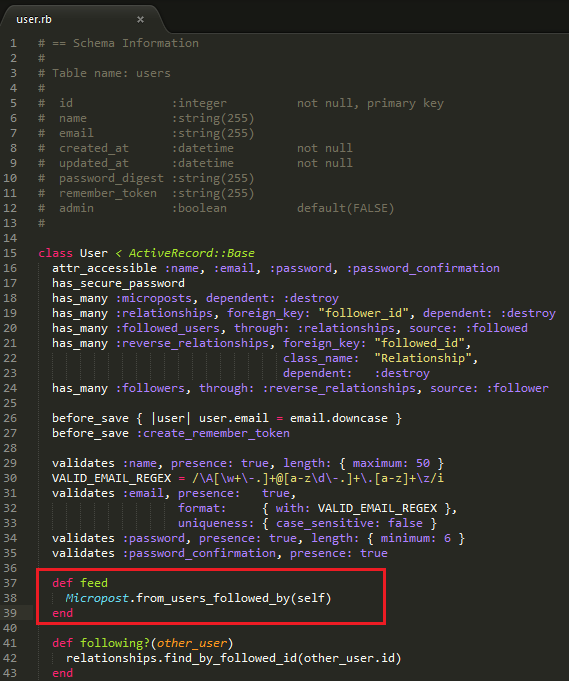 user.rb ×
1 # == Schema Information
2 #
3 # Table name: users
4 #
5 #  id              :integer         not null, primary key
6 #  name            :string(255)
7 #  email           :string(255)
8 #  created_at      :datetime        not null
9 #  updated_at      :datetime        not null
10 #  password_digest :string(255)
11 #  remember_token  :string(255)
12 #  admin           :boolean         default(FALSE)
13 #
14
15 class User < ActiveRecord::Base
16   attr_accessible :name, :email, :password, :password_confirmation
17   has_secure_password
18   has_many :microposts, dependent: :destroy
19   has_many :relationships, foreign_key: "follower_id", dependent: :destroy
20   has_many :followed_users, through: :relationships, source: :followed
21   has_many :reverse_relationships, foreign_key: "followed_id",
22                                    class_name:  "Relationship",
23                                    dependent:   :destroy
24   has_many :followers, through: :reverse_relationships, source: :follower
25
26   before_save { |user| user.email = email.downcase }
27   before_save :create_remember_token
28
29   validates :name, presence: true, length: { maximum: 50 }
30   VALID_EMAIL_REGEX = /\A[\w+\-.]+@[a-z\d\-.]+\.[a-z]+\z/i
31   validates :email, presence:   true,
32                     format:     { with: VALID_EMAIL_REGEX },
33                     uniqueness: { case_sensitive: false }
34   validates :password, presence: true, length: { minimum: 6 }
35   validates :password_confirmation, presence: true
36
37   def feed
38     Micropost.from_users_followed_by(self)
39   end
40
41   def following?(other_user)
42     relationships.find_by_followed_id(other_user.id)
43   end